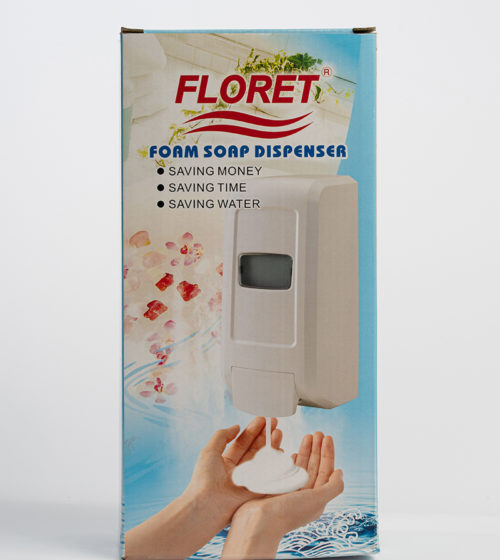 FLORET®
FOAM SOAP DISPENSER
● SAVING MONEY
● SAVING TIME
● SAVING WATER